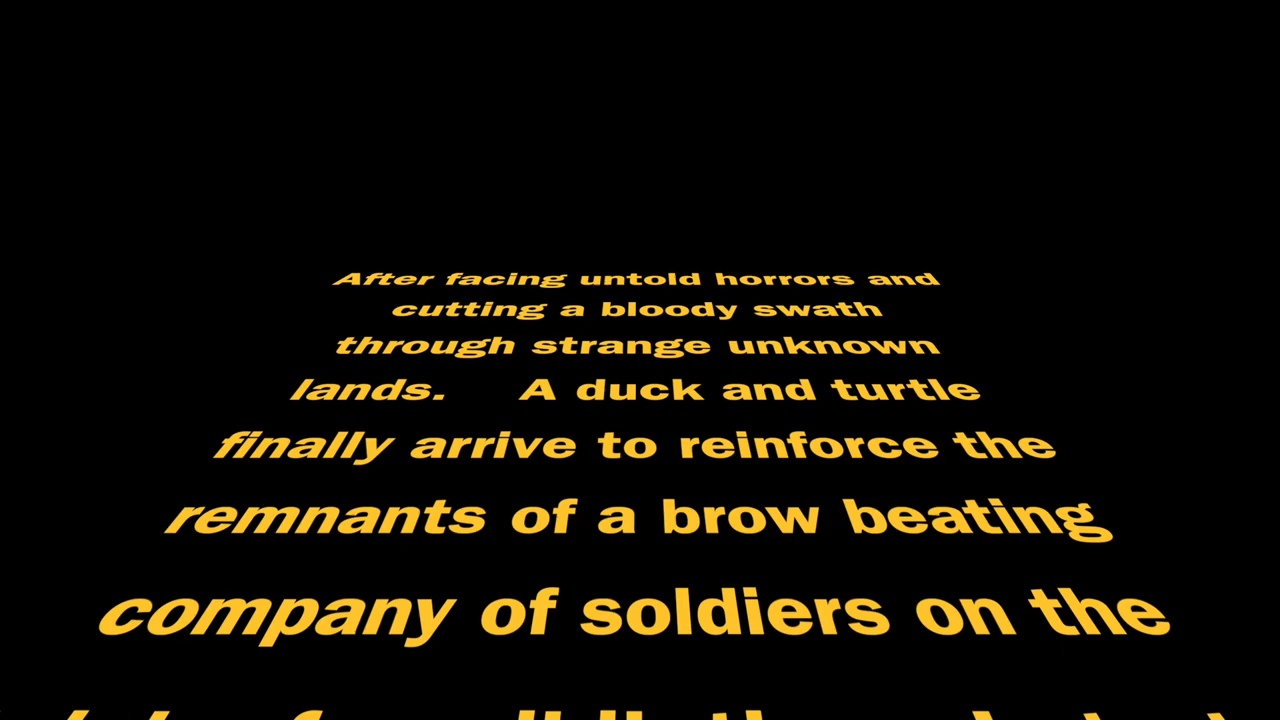 After facing untold horrors and
cutting a bloody swath
through strange unknown
lands. A duck and turtle
finally arrive to reinforce the
remnants of a brow beating
company of soldiers on the